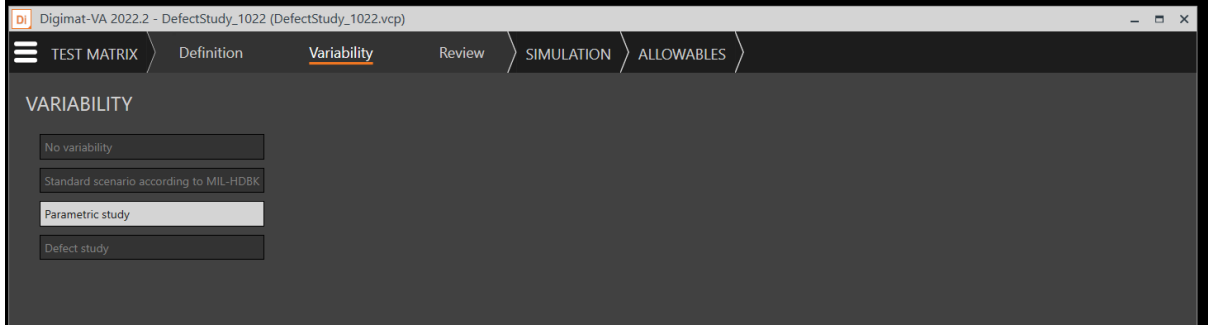 Di Digimat-VA 2022.2 - DefectStudy_1022 (DefectStudy_1022.vcp)
TEST MATRIX Definition Variability Review SIMULATION ALLOWABLES
VARIABILITY
No variability
Standard scenario according to MIL-HDBK
Parametric study
Defect study